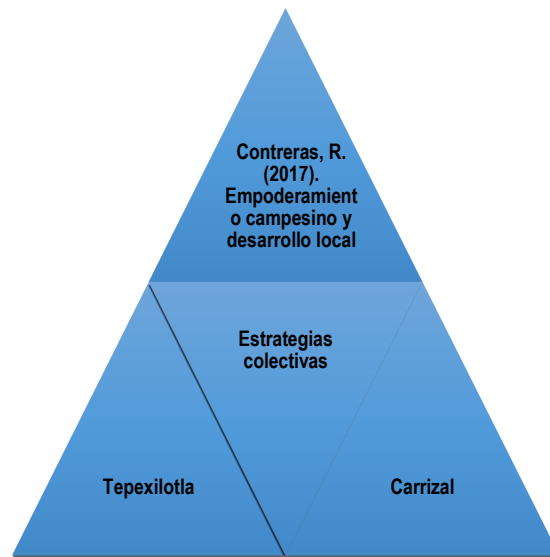 Contreras, R.
(2017).
Empoderamient
o campesino y
desarrollo local
Estrategias
colectivas
Tepexilotla
Carrizal